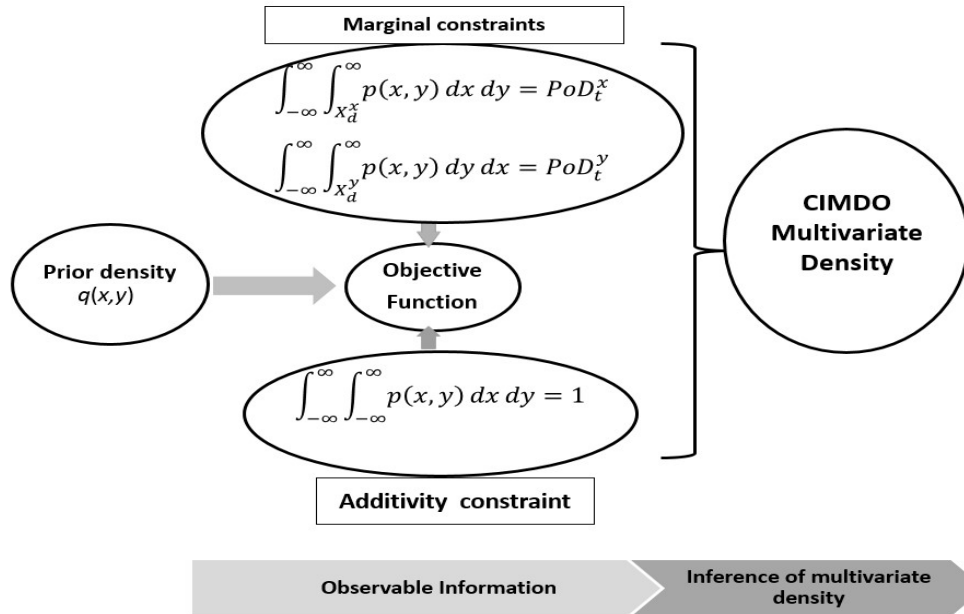 Marginal constraints
∫_{-∞}^{∞} ∫_{X_d^x}^{∞} p(x, y) dx dy = PoD_t^x
∫_{-∞}^{∞} ∫_{X_d^y}^{∞} p(x, y) dy dx = PoD_t^y
Prior density
q(x,y)
Objective
Function
CIMDO
Multivariate
Density
∫_{-∞}^{∞} ∫_{-∞}^{∞} p(x, y) dx dy = 1
Additivity constraint
Observable Information
Inference of multivariate
density